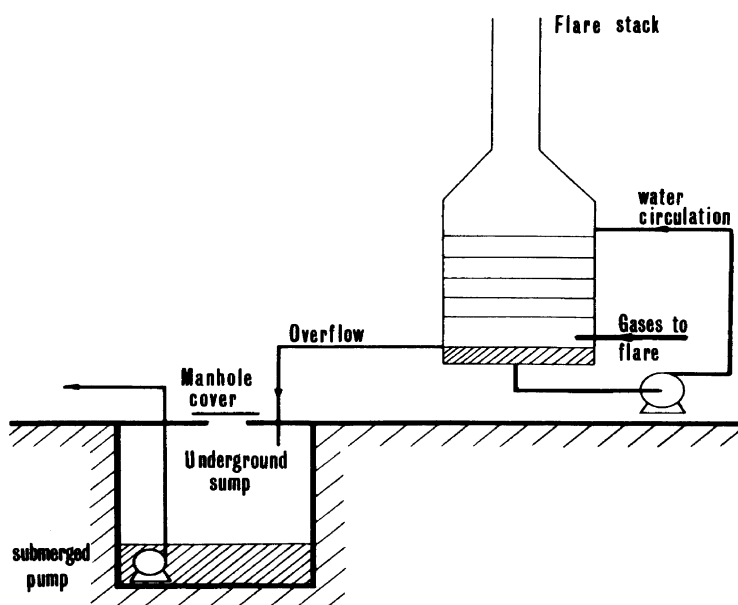 Flare stack
water
circulation
Gases to
flare
Overflow
Manhole
cover
Underground
sump
submerged
pump